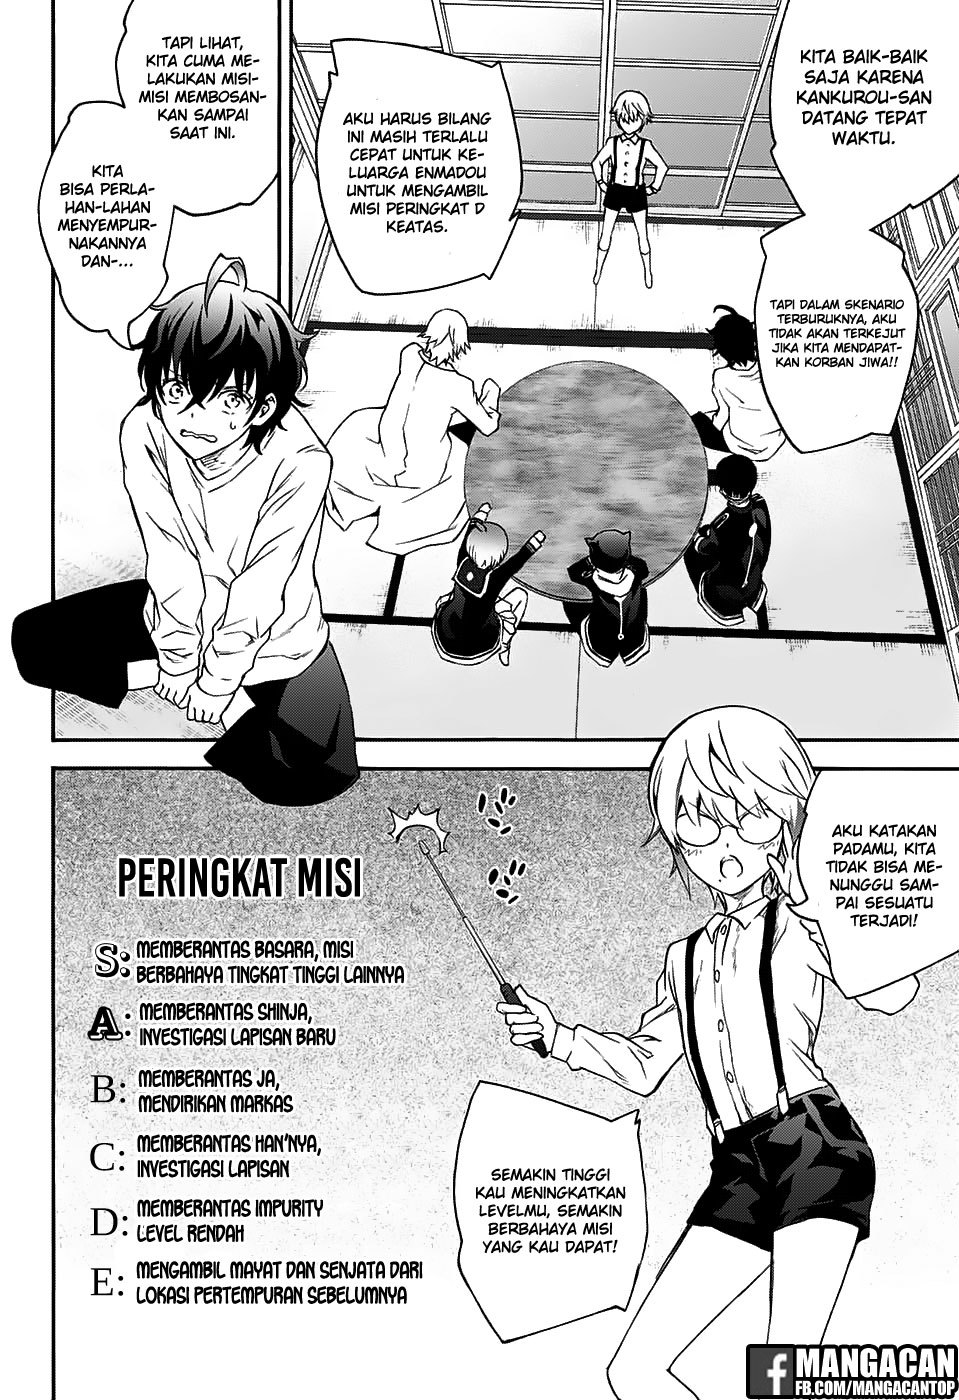 KITA BAIK-BAIK
SAJA KARENA
KANKUROU-SAN
DATANG TEPAT
WAKTU.
TAPI DALAM SKENARIO
TERBURUKNYA, AKU
TIDAK AKAN TERKEJUT
JIKA KITA MENDAPAT-
KAN KORBAN JIWA!!
AKU HARUS BILANG
INI MASIH TERLALU
CEPAT UNTUK KE-
LUARGA ENMADOU
UNTUK MENGAMBIL
MISI PERINGKAT D
KEATAS.
TAPI LIHAT,
KITA CUMA ME-
LAKUKAN MISI-
MISI MEMBOSAN-
KAN SAMPAI
SAAT INI.
KITA
BISA PERLA-
HAN-LAHAN
MENYEMPUR-
NAKANNYA
DAN-...
AKU KATAKAN
PADAMU, KITA
TIDAK BISA ME-
NUNGGU SAM-
PAI SESUATU
TERJADI!
PERINGKAT MISI
S: MEMBERANTAS BASARA, MISI
BERBAHAYA TINGKAT TINGGI LAINNYA
A: MEMBERANTAS SHINJA,
INVESTIGASI LAPISAN BARU
B: MEMBERANTAS JA,
MENDIRIKAN MARKAS
C: MEMBERANTAS HAN'NYA,
INVESTIGASI LAPISAN
D: MEMBERANTAS IMPURITY
LEVEL RENDAH
E: MENGAMBIL MAYAT DAN SENJATA DARI
LOKASI PERTEMPURAN SEBELUMNYA
SEMAKIN TINGGI
KAU MENINGKATKAN
LEVELMU, SEMAKIN
BERBAHAYA MISI
YANG KAU DAPAT!
f MANGACAN
FB.COM/MANGACANTOP